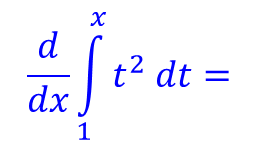 d/dx ∫₁ˣ t² dt =